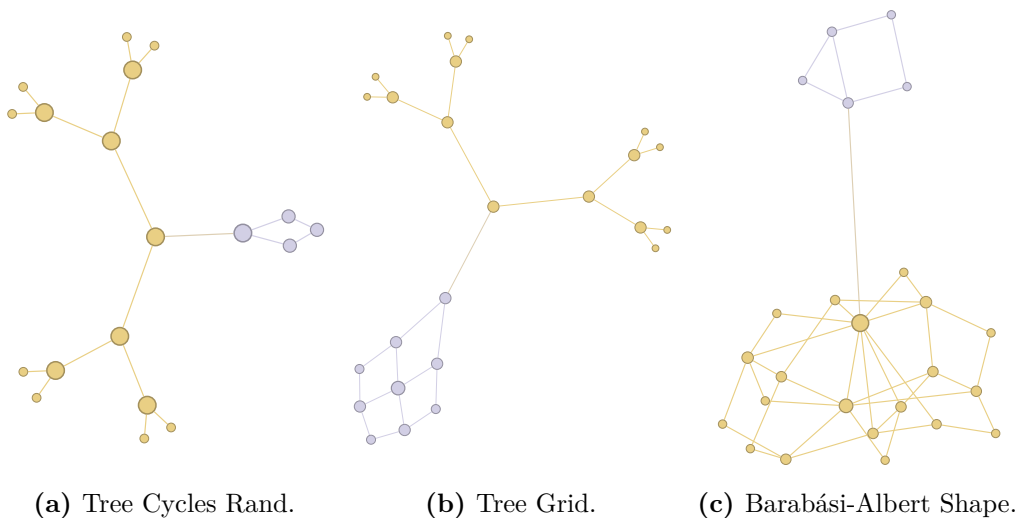 (a) Tree Cycles Rand.
(b) Tree Grid.
(c) Barabási-Albert Shape.